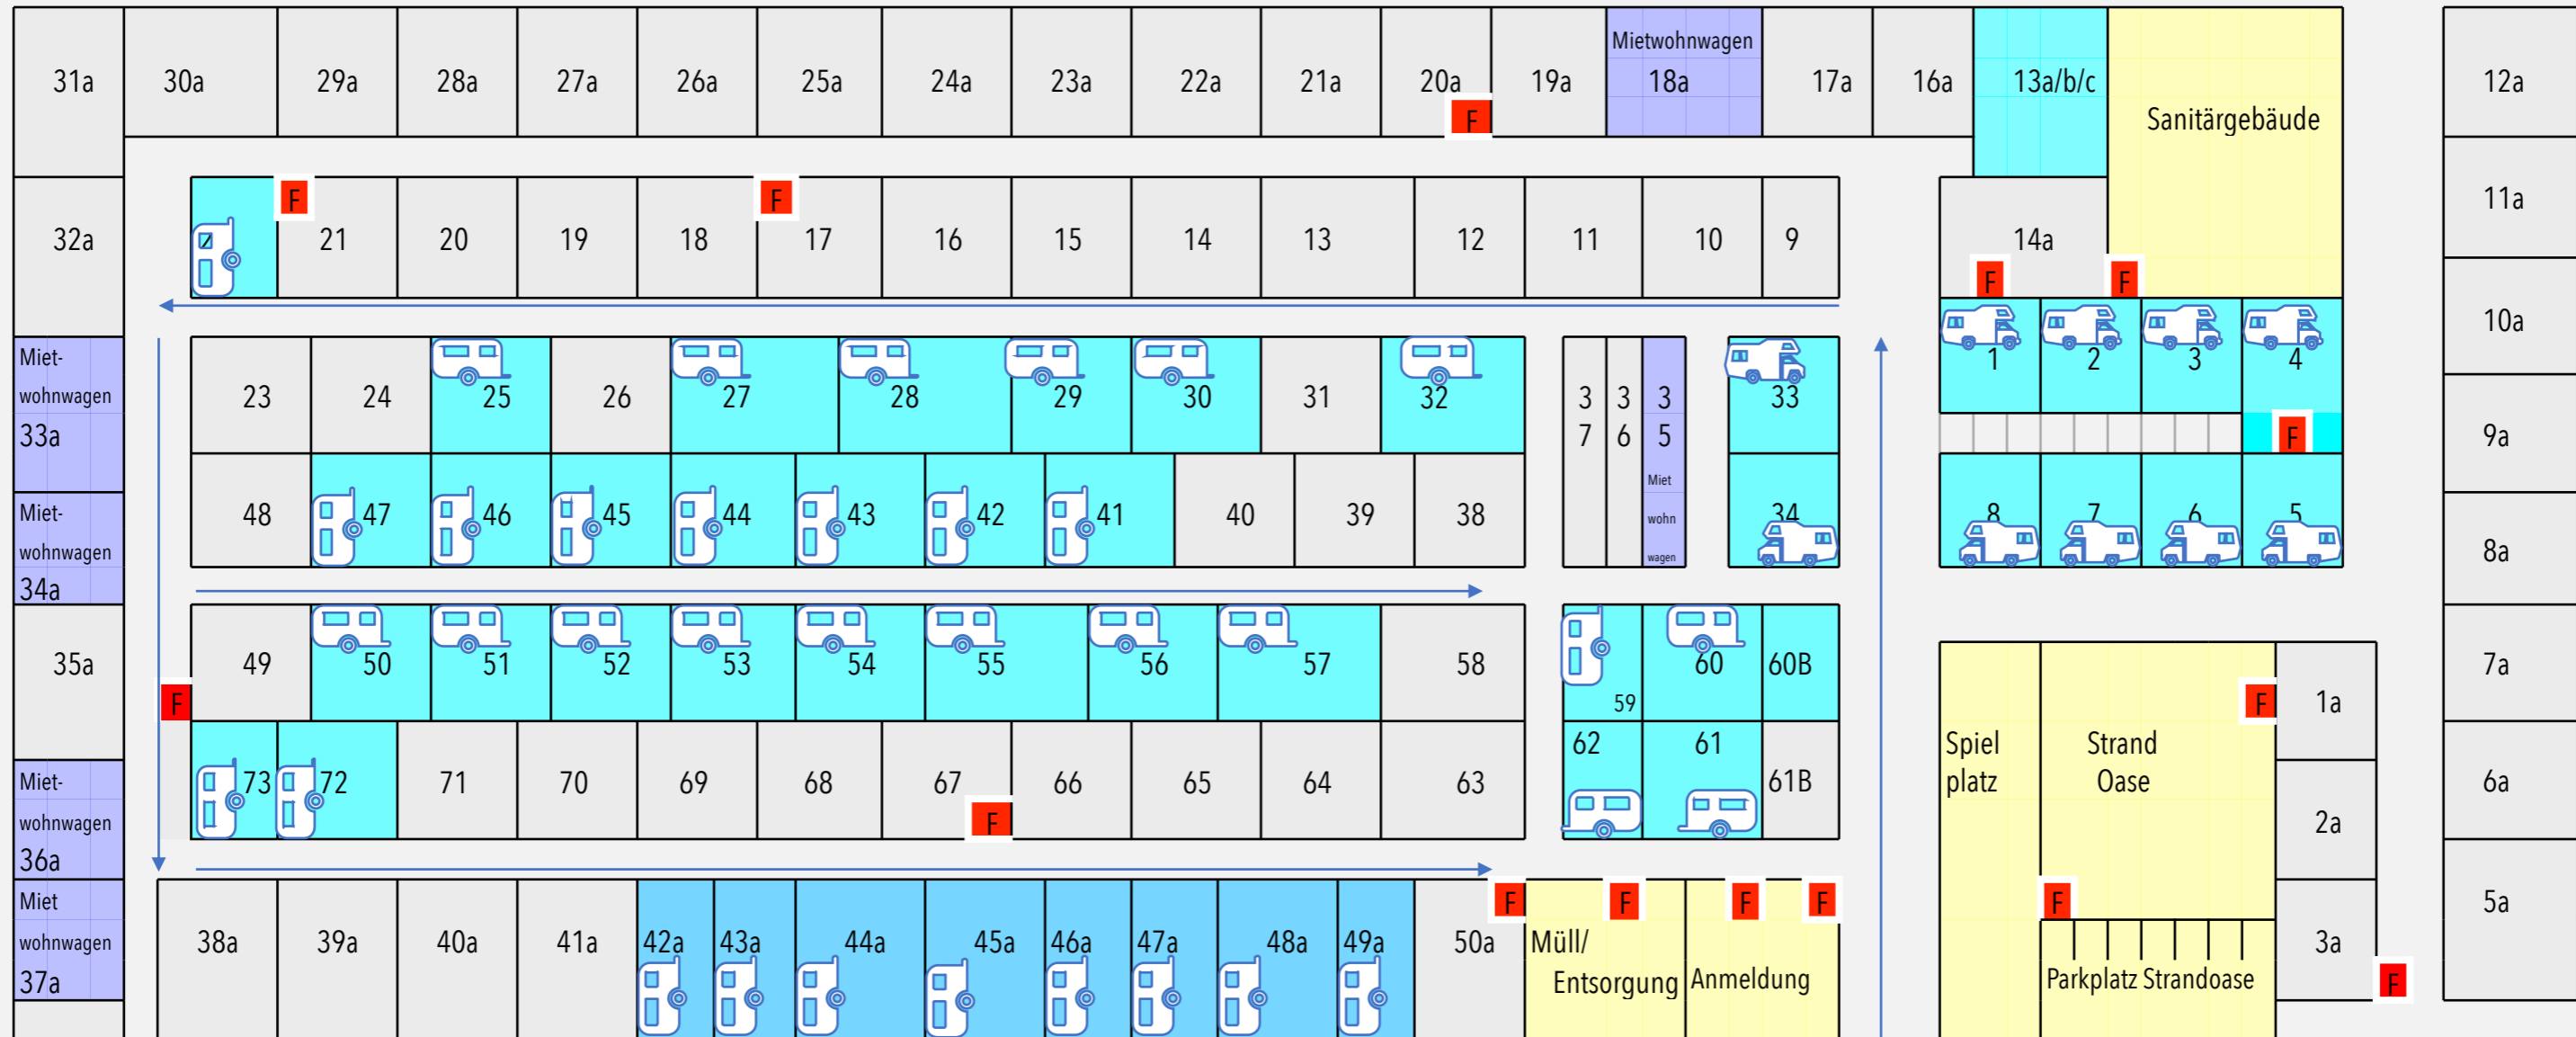 31a 30a 29a 28a 27a 26a 25a 24a 23a 22a 21a 20a 19a
Mietwohnwagen
18a
17a 16a 13a/b/c
Sanitärgebäude
12a
F
11a
32a
F
21 20 19 18
F
17 16 15 14 13 12 11 10 9
14a
F
F
10a
Miet-
wohnwagen
33a
23 24 25 26 27 28 29 30 31 32
3
7
3
6
3
5
Miet
wohn
wagen
33
1 2 3 4
F
9a
Miet-
wohnwagen
34a
48 47 46 45 44 43 42 41 40 39 38
34
8 7 6 5
8a
35a
49 50 51 52 53 54 55 56 57 58
59
60 60B
F
7a
Spiel
platz
Strand
Oase
F
1a
Miet-
wohnwagen
36a
73 72 71 70 69 68 67 66 65 64 63
F
62 61 61B
2a
6a
Miet
wohnwagen
37a
38a 39a 40a 41a 42a 43a 44a 45a 46a 47a 48a 49a 50a
F
F
F
F
Müll/
Entsorgung
Anmeldung
F
Parkplatz Strandoase
3a
F
5a